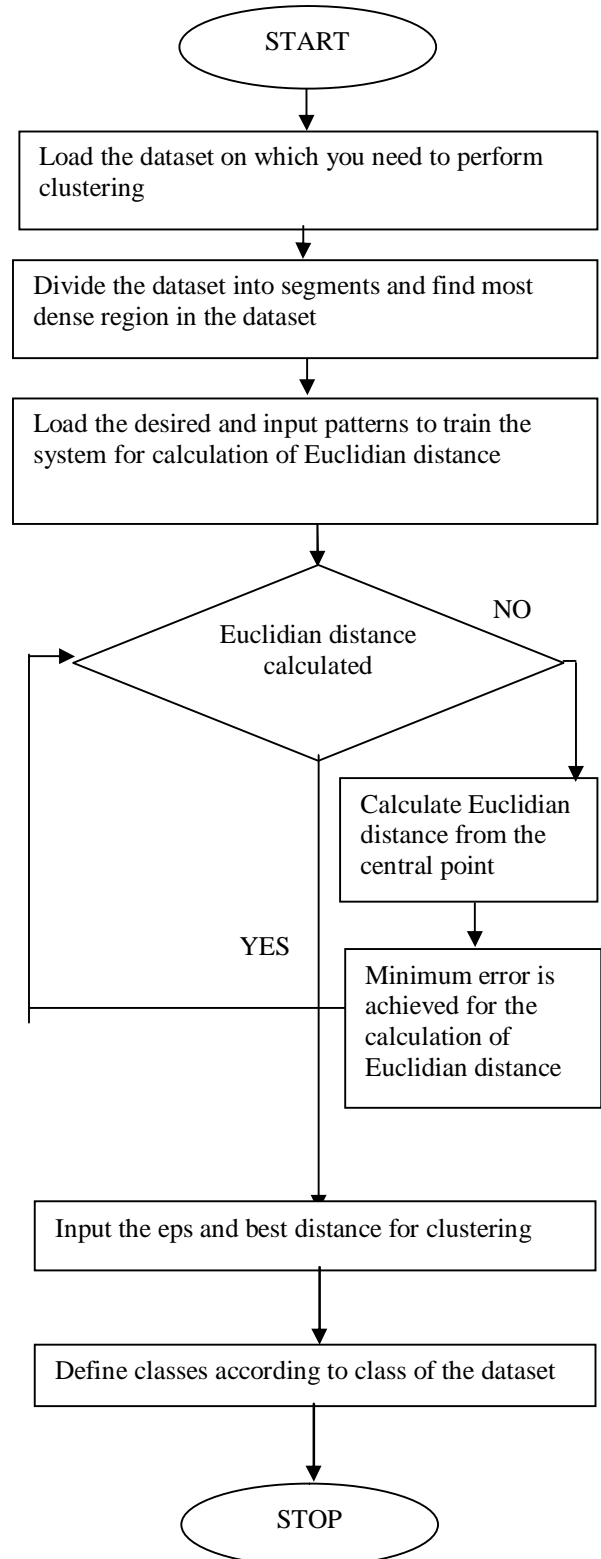 START
Load the dataset on which you need to perform
clustering
Divide the dataset into segments and find most
dense region in the dataset
Load the desired and input patterns to train the
system for calculation of Euclidian distance
NO
Euclidian distance
calculated
Calculate Euclidian
distance from the
central point
YES
Minimum error is
achieved for the
calculation of
Euclidian distance
Input the eps and best distance for clustering
Define classes according to class of the dataset
STOP